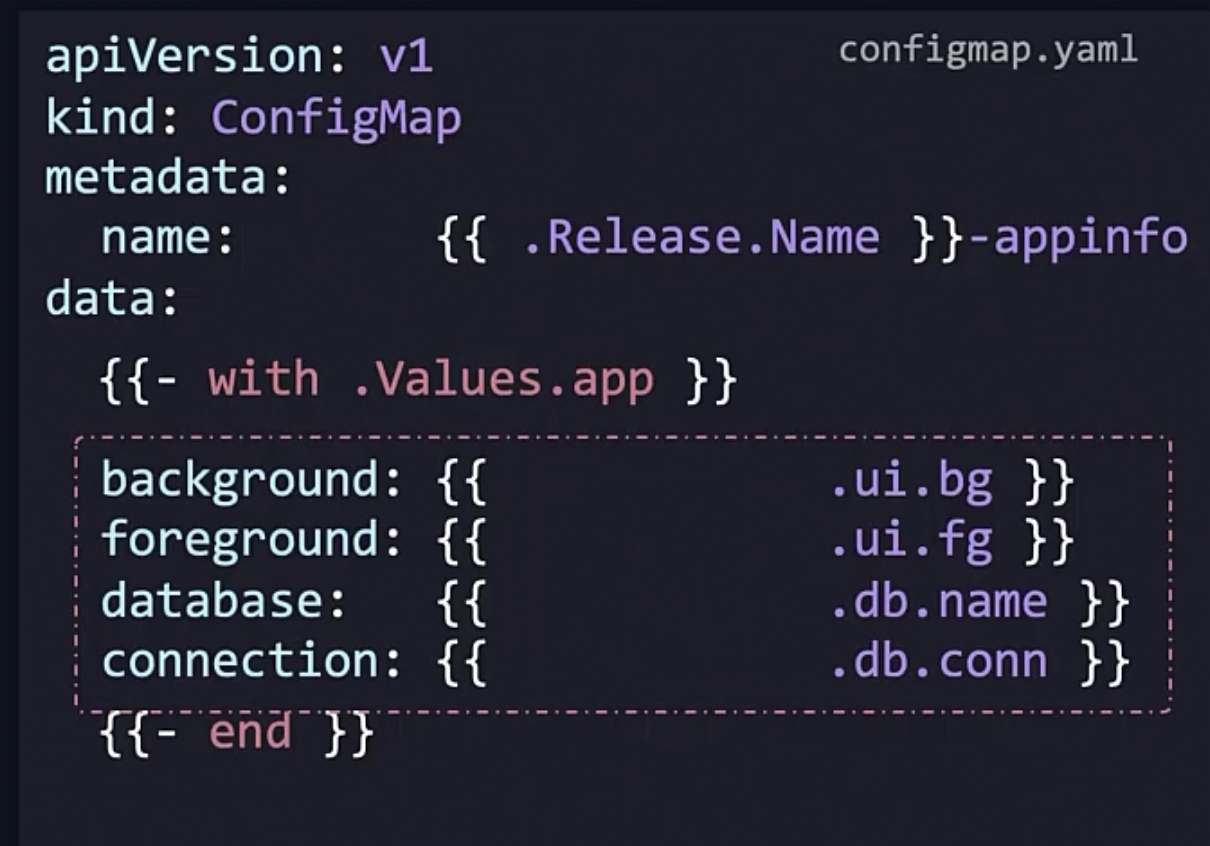 configmap.yaml
apiVersion: v1
kind: ConfigMap
metadata:
  name:       {{ .Release.Name }}-appinfo
data:
  {{- with .Values.app }}
  background: {{            .ui.bg }}
  foreground: {{            .ui.fg }}
  database:   {{            .db.name }}
  connection: {{            .db.conn }}
  {{- end }}